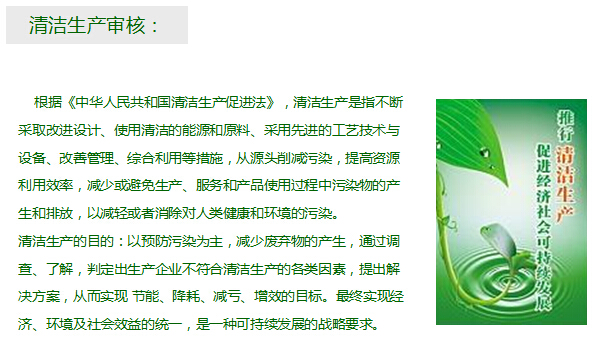 清洁生产审核：
根据《中华人民共和国清洁生产促进法》，清洁生产是指不断
采取改进设计、使用清洁的能源和原料、采用先进的工艺技术与
设备、改善管理、综合利用等措施，从源头削减污染，提高资源
利用效率，减少或避免生产、服务和产品使用过程中污染物的产
生和排放，以减轻或者消除对人类健康和环境的污染。
清洁生产的目的：以预防污染为主，减少废弃物的产生，通过调
查、了解，判定出生产企业不符合清洁生产的各类因素，提出解
决方案，从而实现 节能、降耗、减亏、增效的目标。最终实现经
济、环境及社会效益的统一，是一种可持续发展的战略要求。
推行清洁生产
促进经济社会可持续发展